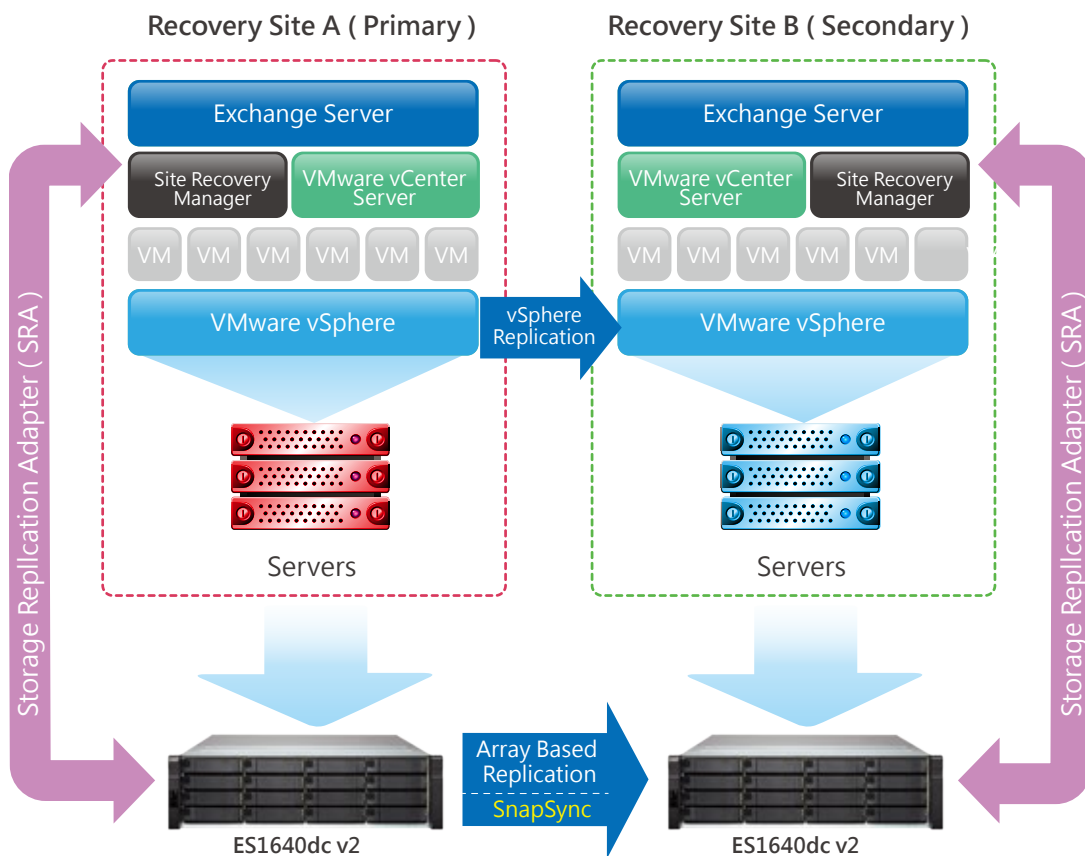 Recovery Site A ( Primary )
Recovery Site B ( Secondary )
Exchange Server
Site Recovery
Manager
VMware vCenter
Server
VM VM VM VM VM VM
VMware vSphere
Servers
vSphere
Replication
Exchange Server
VMware vCenter
Server
Site Recovery
Manager
VM VM VM VM VM
VMware vSphere
Servers
Storage Repllcation Adapter ( SRA )
Storage Repllcation Adapter ( SRA )
Array Based
Replication
SnapSync
ES1640dc v2
ES1640dc v2